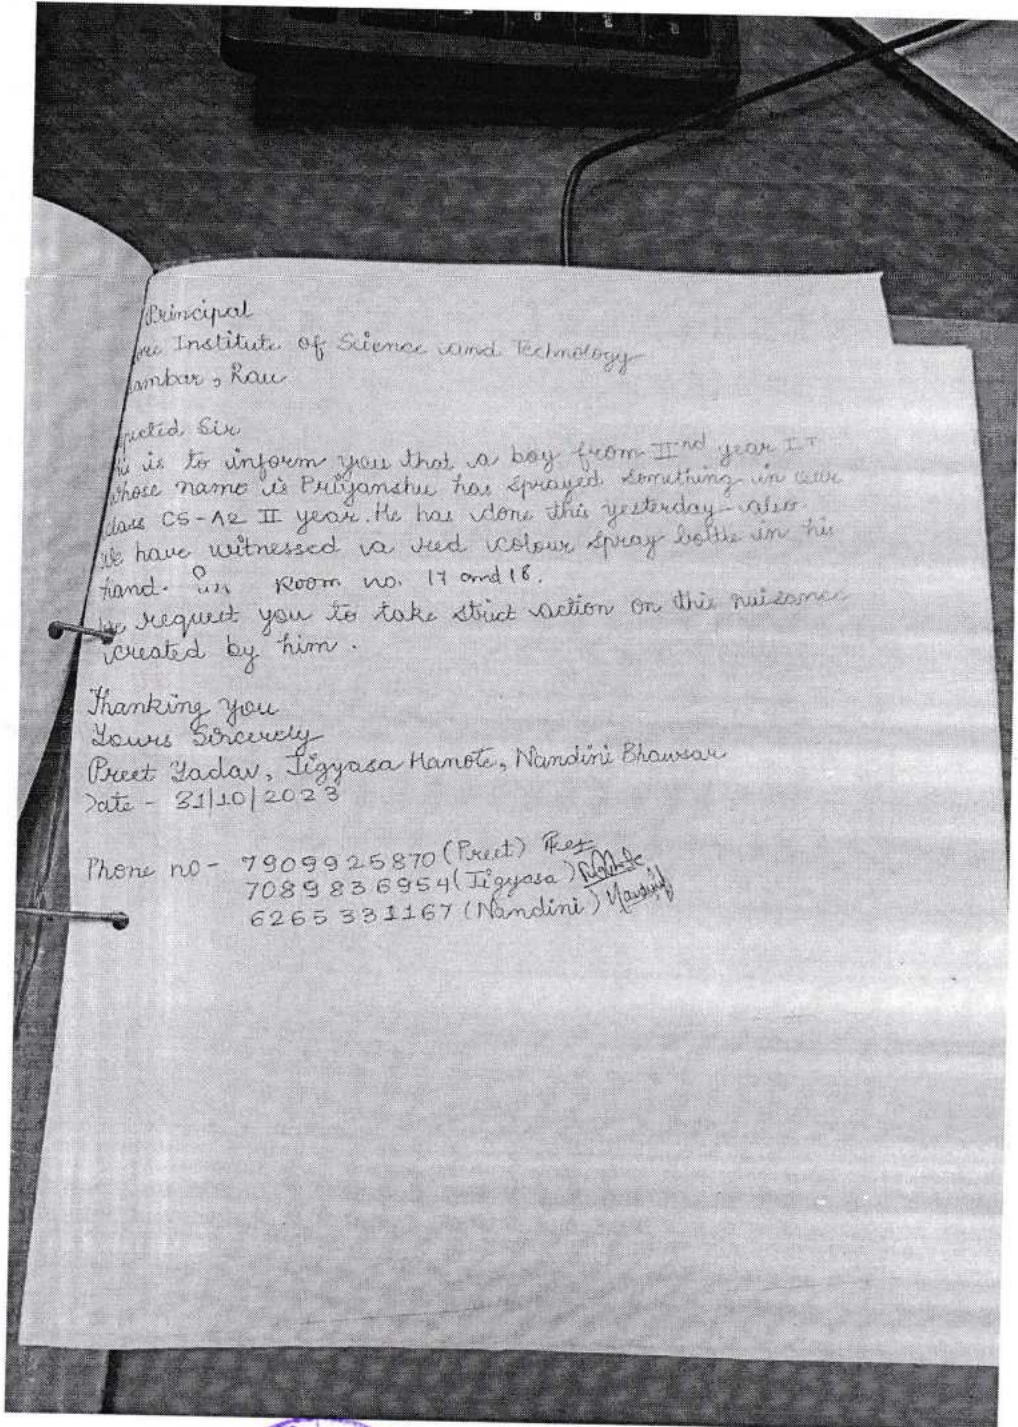 Principal
Institute of Science and Technology
Rau
Sir
is to inform you that a boy from IInd year I.T
whose name is Priyanshu has sprayed something in our
class CS-A2 II year. He has done this yesterday also.
We have witnessed a red colour spray bottle in his
hand. In Room no. 17 and 18.
We request you to take strict action on this nuisance
created by him.
Thanking you
Yours Sincerely
Preet Yadav, Jigyasa Hanote, Nandini Bhawsar
Date - 31/10/2023
Phone no - 7909925870 (Preet) Preet
7089836954 (Jigyasa)
6265331167 (Nandini) Nandini